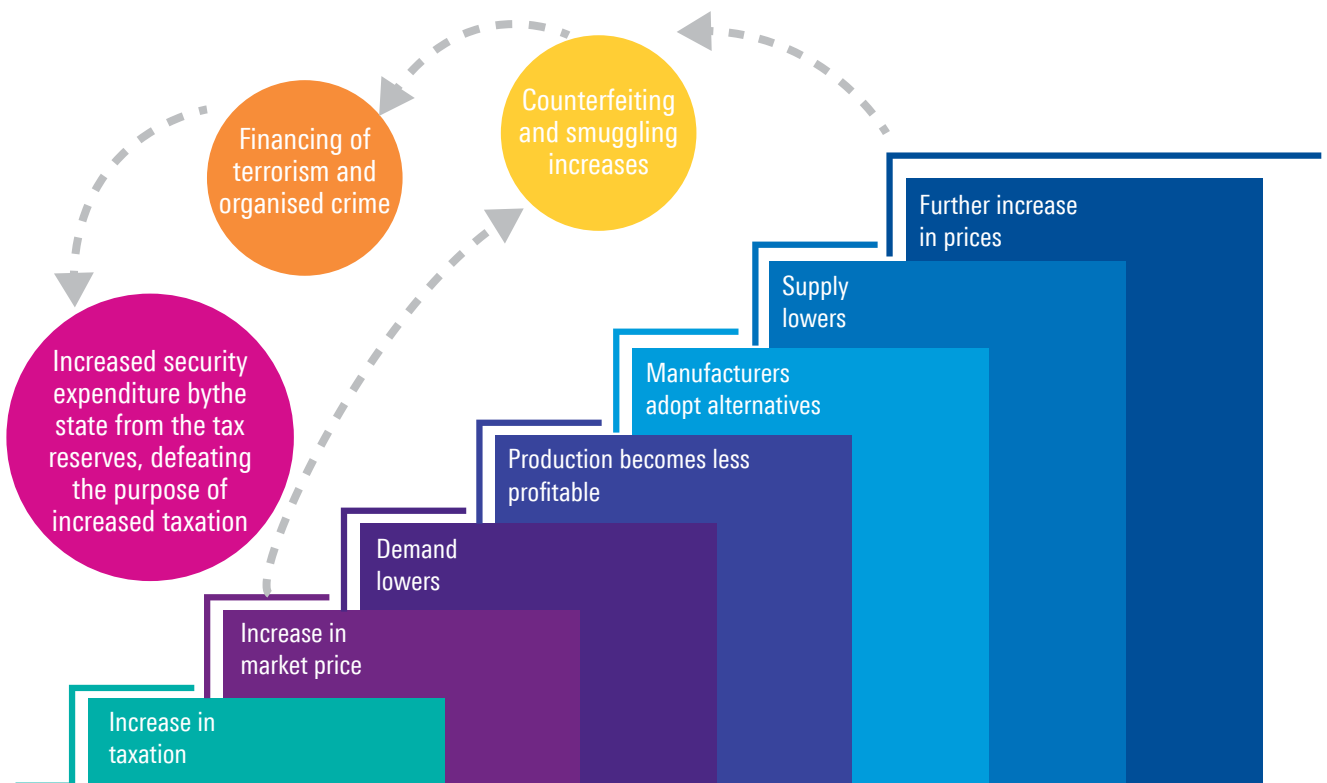 Counterfeiting
and smuggling
increases
Financing of
terrorism and
organised crime
Increased security
expenditure bythe
state from the tax
reserves, defeating
the purpose of
increased taxation
Further increase
in prices
Supply
lowers
Manufacturers
adopt alternatives
Production becomes less
profitable
Demand
lowers
Increase in
market price
Increase in
taxation